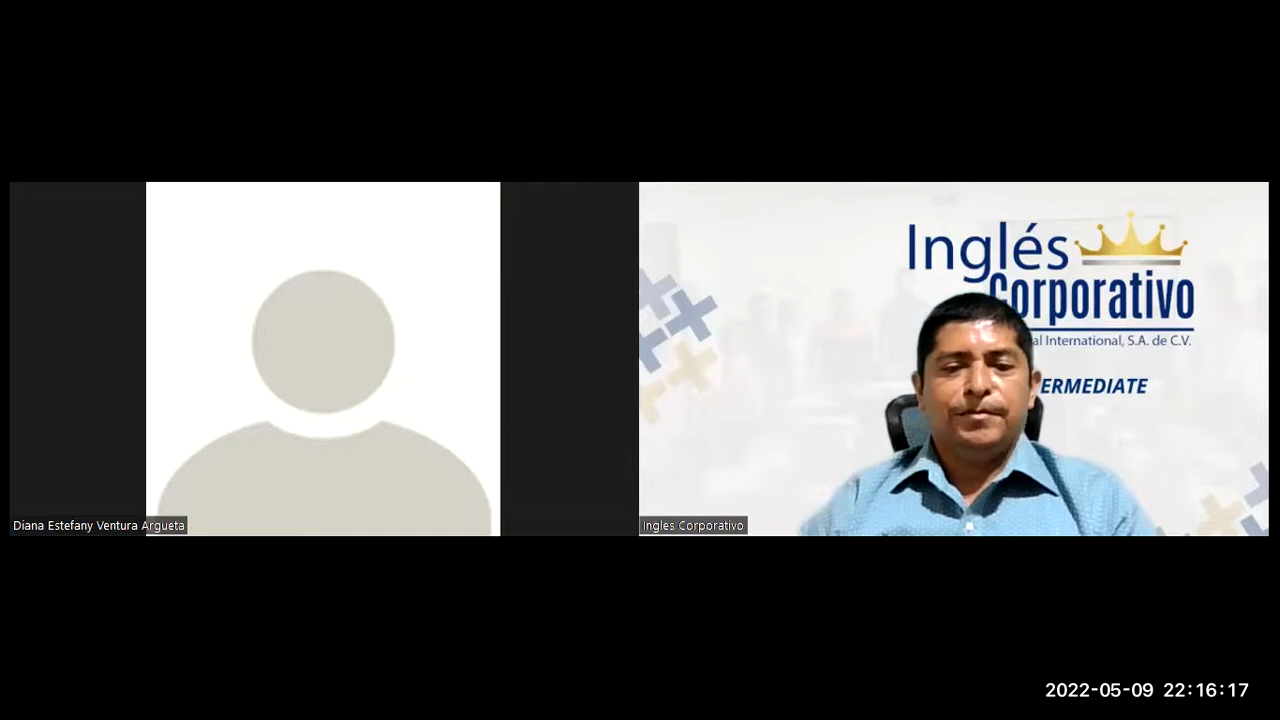 Diana Estefany Ventura Argueta
Inglés
Corporativo
al International, S.A. de C.V.
ERMEDIATE
Ingles Corporativo
2022-05-09 22:16:17